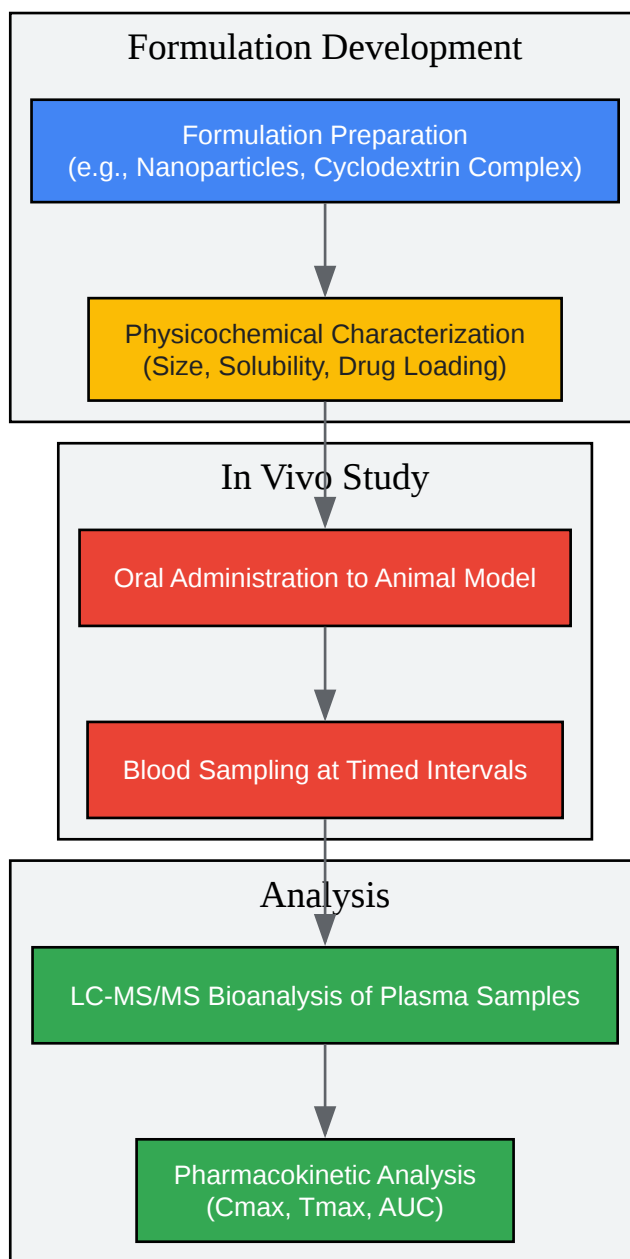 Formulation Development
Formulation Preparation
(e.g., Nanoparticles, Cyclodextrin Complex)
Physicochemical Characterization
(Size, Solubility, Drug Loading)
In Vivo Study
Oral Administration to Animal Model
Blood Sampling at Timed Intervals
Analysis
LC-MS/MS Bioanalysis of Plasma Samples
Pharmacokinetic Analysis
(Cmax, Tmax, AUC)